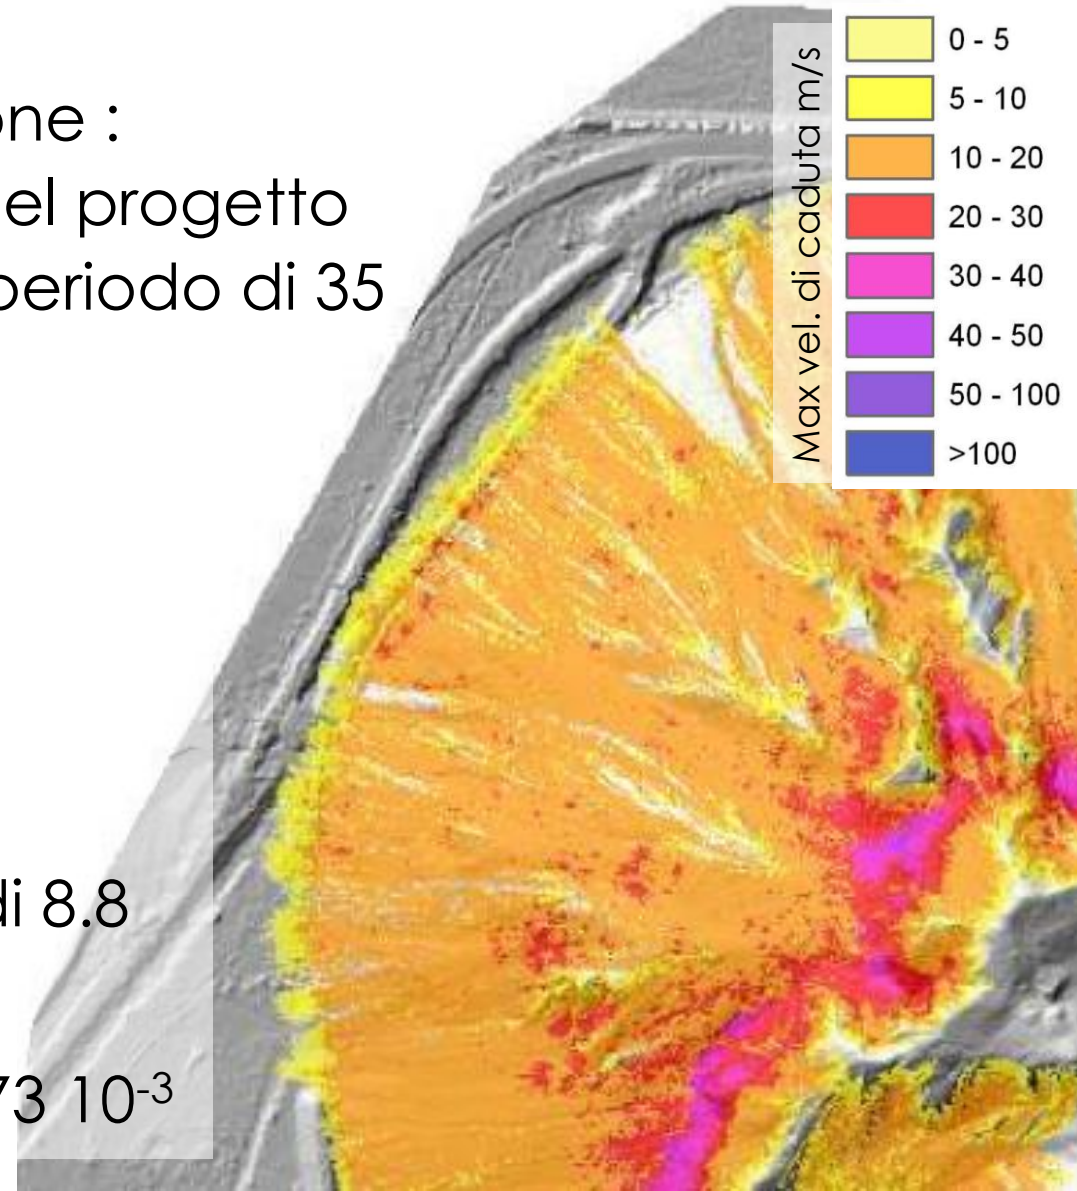 one :
el progetto
periodo di 35
di 8.8
73 10-3
Max vel. di caduta m/s
0 - 5
5 - 10
10 - 20
20 - 30
30 - 40
40 - 50
50 - 100
>100